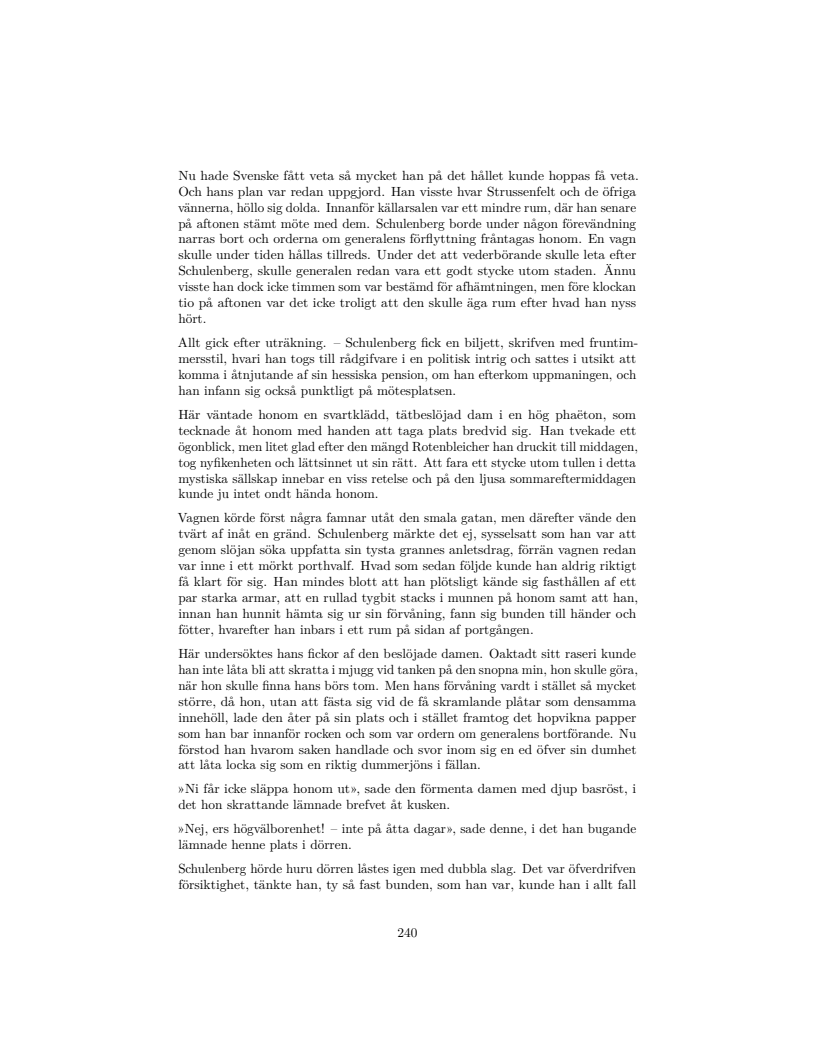 Nu hade Svenske fått veta så mycket han på det hållet kunde hoppas få veta.
Och hans plan var redan uppgjord. Han visste hvar Strussenfelt och de öfriga
vännerna, höllo sig dolda. Innanför källarsalen var ett mindre rum, där han senare
på aftonen stämt möte med dem. Schulenberg borde under någon förevändning
narras bort och orderna om generalens förflyttning fråntagas honom. En vagn
skulle under tiden hållas tillreds. Under det att vederbörande skulle leta efter
Schulenberg, skulle generalen redan vara ett godt stycke utom staden. Ännu
visste han dock icke timmen som var bestämd för afhämtningen, men före klockan
tio på aftonen var det icke troligt att den skulle äga rum efter hvad han nyss
hört.
Allt gick efter uträkning. – Schulenberg fick en biljett, skrifven med fruntim-
mersstil, hvari han togs till rådgifvare i en politisk intrig och sattes i utsikt att
komma i åtnjutande af sin hessiska pension, om han efterkom uppmaningen, och
han infann sig också punktligt på mötesplatsen.
Här väntade honom en svartklädd, tätbeslöjad dam i en hög phaëton, som
tecknade åt honom med handen att taga plats bredvid sig. Han tvekade ett
ögonblick, men litet glad efter den mängd Rotenbleicher han druckit till middagen,
tog nyfikenheten och lättsinnet ut sin rätt. Att fara ett stycke utom tullen i detta
mystiska sällskap innebar en viss retelse och på den ljusa sommareftermiddagen
kunde ju intet ondt hända honom.
Vagnen körde först några famnar utåt den smala gatan, men därefter vände den
tvärt af inåt en gränd. Schulenberg märkte det ej, sysselsatt som han var att
genom slöjan söka uppfatta sin tysta grannes anletsdrag, förrän vagnen redan
var inne i ett mörkt porthvalf. Hvad som sedan följde kunde han aldrig riktigt
få klart för sig. Han mindes blott att han plötsligt kände sig fasthållen af ett
par starka armar, att en rullad tygbit stacks i munnen på honom samt att han,
innan han hunnit hämta sig ur sin förvåning, fann sig bunden till händer och
fötter, hvarefter han inbars i ett rum på sidan af portgången.
Här undersöktes hans fickor af den beslöjade damen. Oaktadt sitt raseri kunde
han inte låta bli att skratta i mjugg vid tanken på den snopna min, hon skulle göra,
när hon skulle finna hans börs tom. Men hans förvåning vardt i stället så mycket
större, då hon, utan att fästa sig vid de få skramlande plåtar som densamma
innehöll, lade den åter på sin plats och i stället framtog det hopvikna papper
som han bar innanför rocken och som var ordern om generalens bortförande. Nu
förstod han hvarom saken handlade och svor inom sig en ed öfver sin dumhet
att låta locka sig som en riktig dummerjöns i fällan.
»Ni får icke släppa honom ut», sade den förmenta damen med djup basröst, i
det hon skrattande lämnade brefvet åt kusken.
»Nej, ers högvälborenhet! – inte på åtta dagar», sade denne, i det han bugande
lämnade henne plats i dörren.
Schulenberg hörde huru dörren låstes igen med dubbla slag. Det var öfverdrifven
försiktighet, tänkte han, ty så fast bunden, som han var, kunde han i allt fall
240